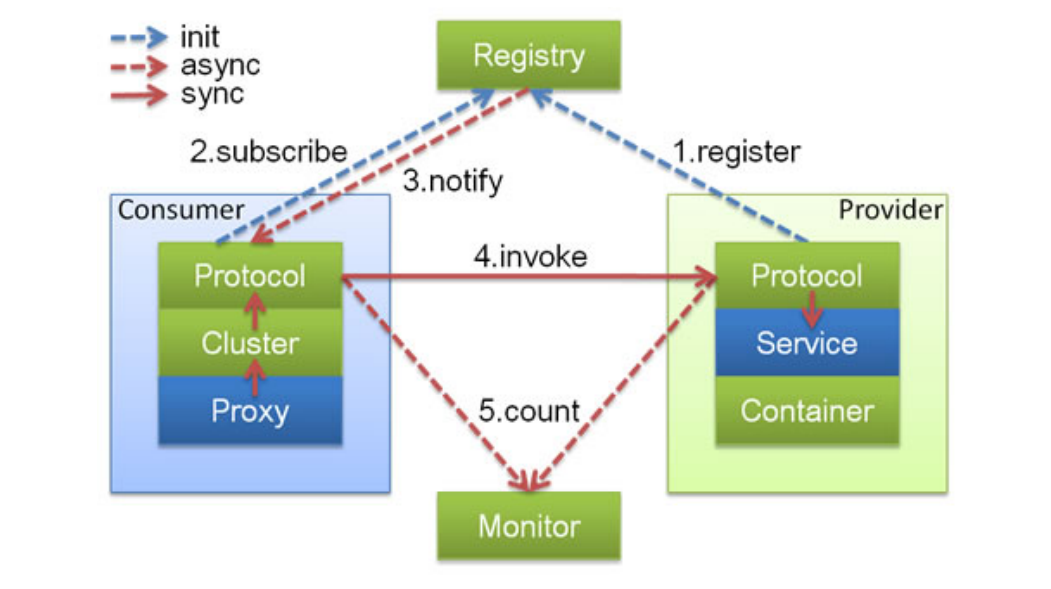 init
async
sync
Registry
2.subscribe
1.register
3.notify
Consumer
Provider
Protocol
4.invoke
Protocol
Cluster
Service
Proxy
5.count
Container
Monitor